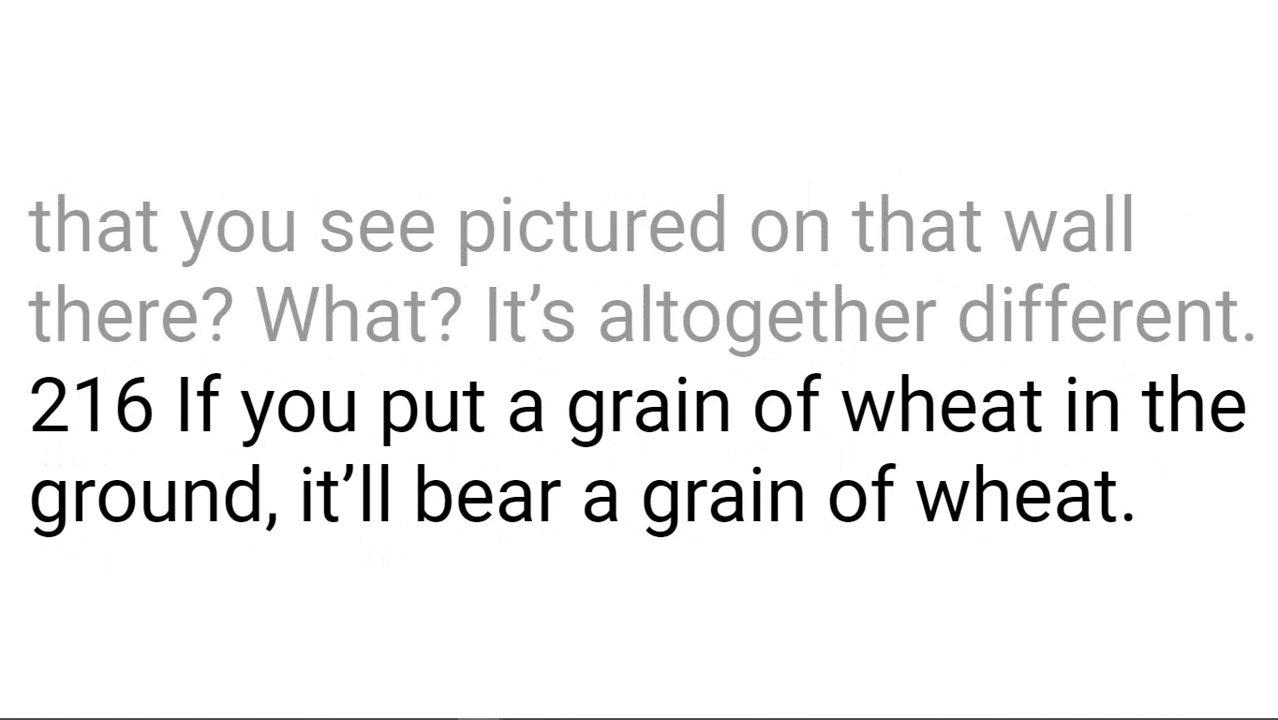 that you see pictured on that wall
there? What? It’s altogether different.
216 If you put a grain of wheat in the
ground, it’ll bear a grain of wheat.